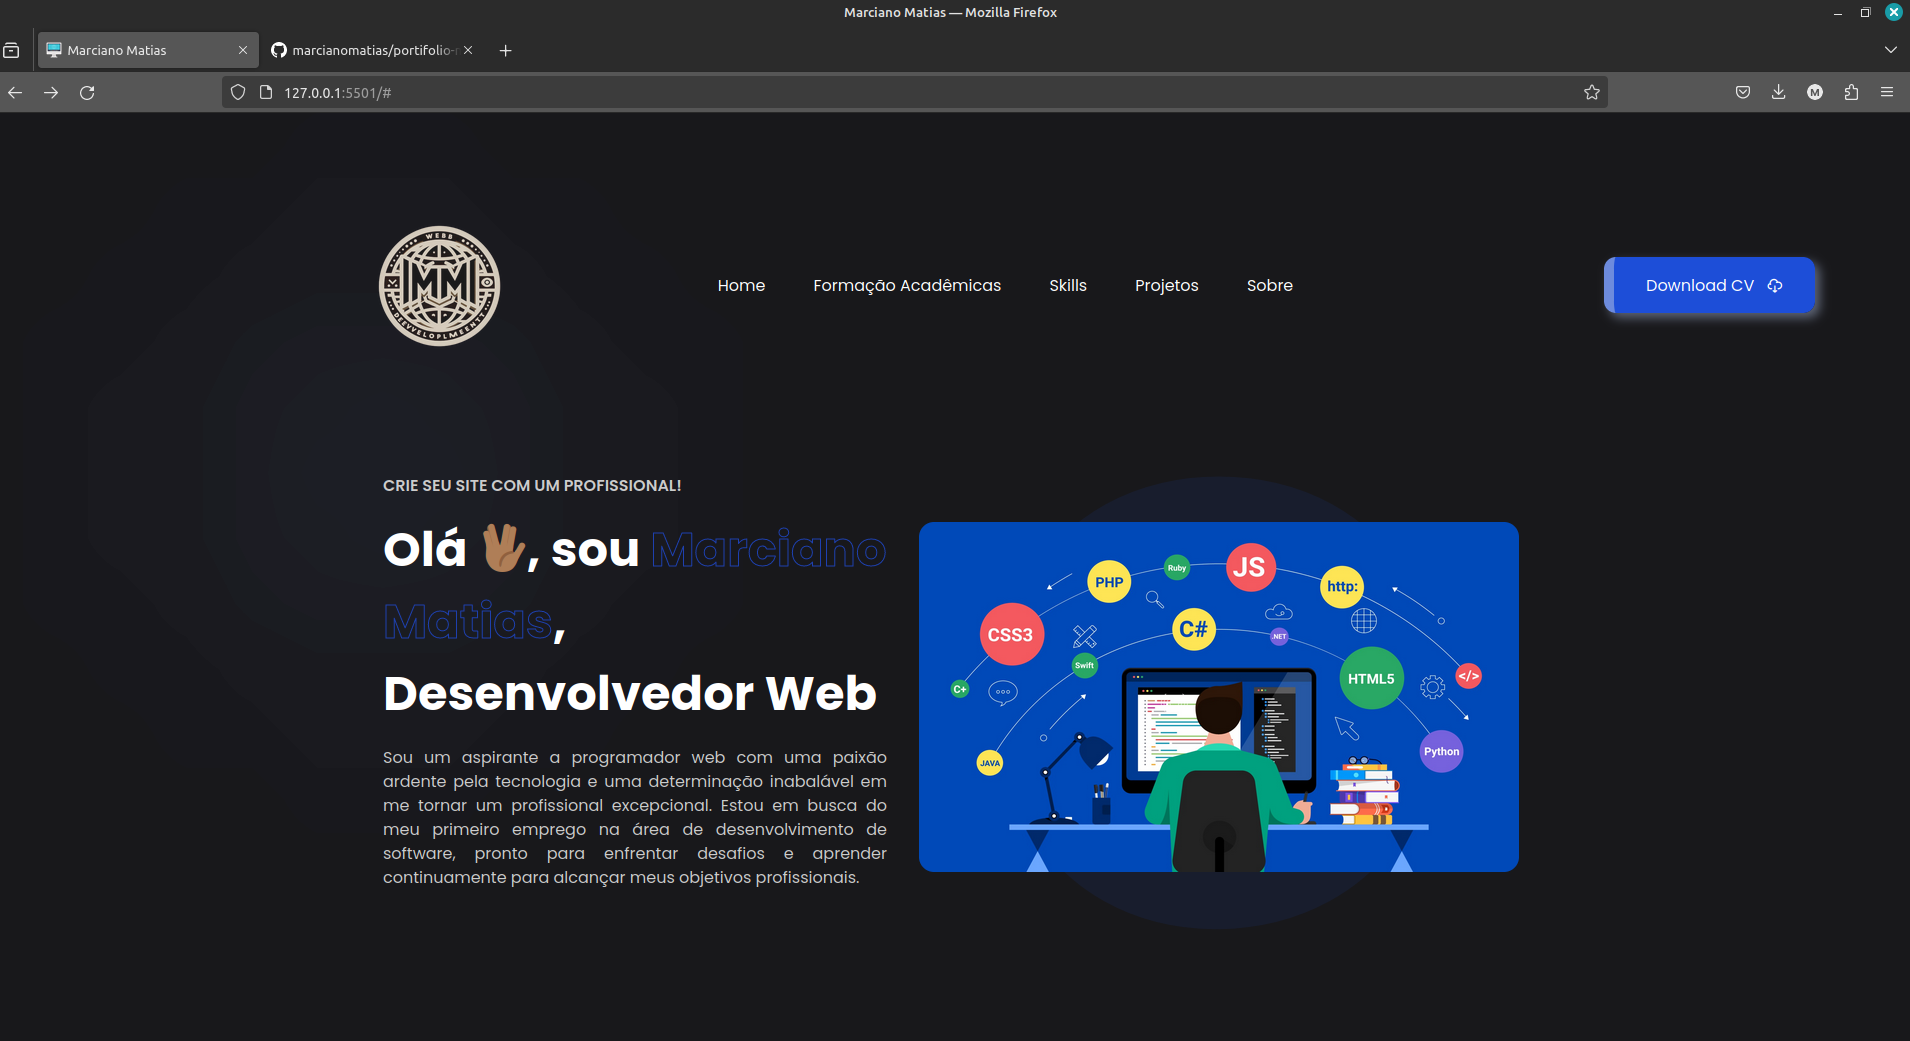 Marciano Matias — Mozilla Firefox
Marciano Matias
marcianomatias/portifolio-
127.0.0.1:5501/#
M
WEBB
MM
DEEVVELOPLMEENTY
Home Formação Acadêmicas Skills Projetos Sobre
Download CV
CRIE SEU SITE COM UM PROFISSIONAL!
Olá 🖖🏽, sou Marciano
Matias,
Desenvolvedor Web
Sou um aspirante a programador web com uma paixão
ardente pela tecnologia e uma determinação inabalável em
me tornar um profissional excepcional. Estou em busca do
meu primeiro emprego na área de desenvolvimento de
software, pronto para enfrentar desafios e aprender
continuamente para alcançar meus objetivos profissionais.
PHP
Ruby
JS
http:
CSS3
C#
.NET
Swift
HTML5
</>
C+
Python
JAVA